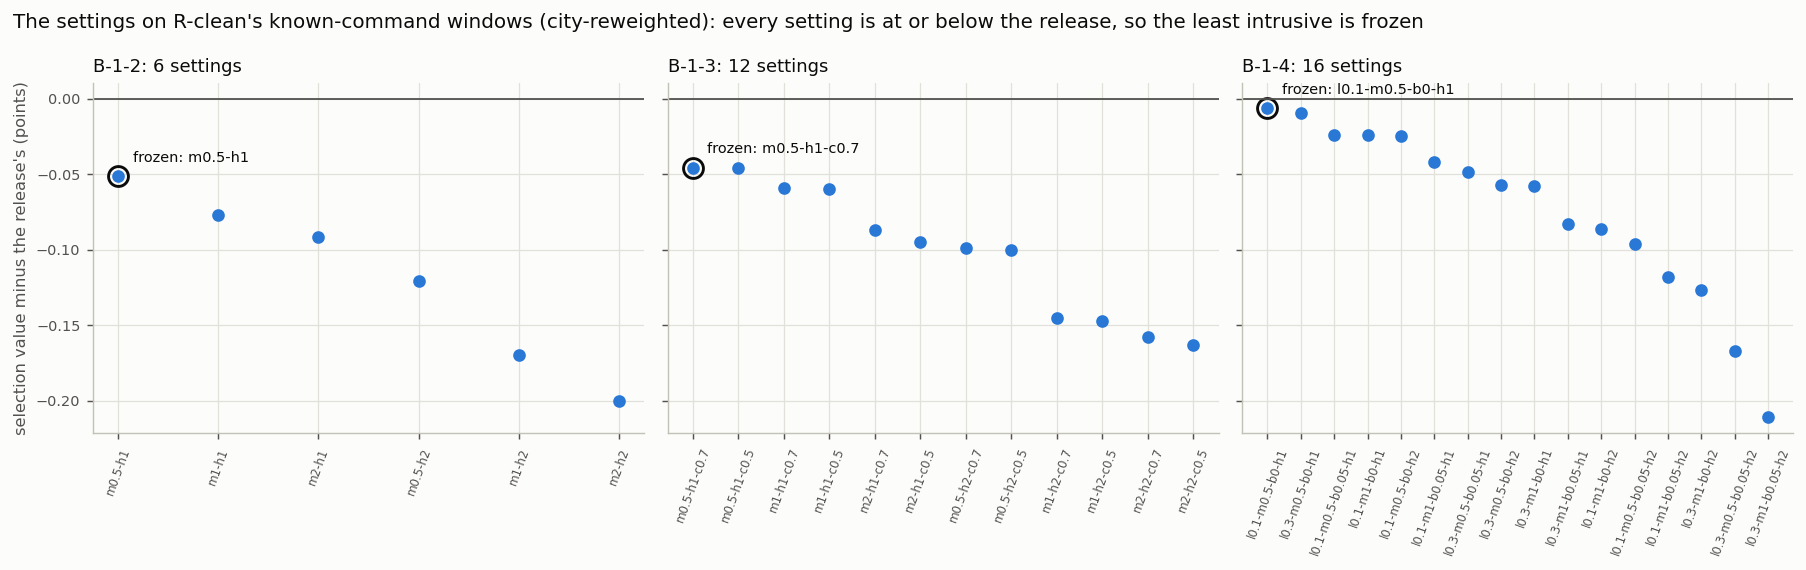 The settings on R-clean's known-command windows (city-reweighted): every setting is at or below the release, so the least intrusive is frozen
selection value minus the release's (points)
B-1-2: 6 settings
0.00
−0.05
−0.10
−0.15
−0.20
frozen: m0.5-h1
m0.5-h1
m1-h1
m2-h1
m0.5-h2
m1-h2
m2-h2
B-1-3: 12 settings
frozen: m0.5-h1-c0.7
m0.5-h1-c0.7
m0.5-h1-c0.5
m1-h1-c0.7
m1-h1-c0.5
m2-h1-c0.7
m2-h1-c0.5
m0.5-h2-c0.7
m0.5-h2-c0.5
m1-h2-c0.7
m1-h2-c0.5
m2-h2-c0.7
m2-h2-c0.5
B-1-4: 16 settings
frozen: l0.1-m0.5-b0-h1
l0.1-m0.5-b0-h1
l0.3-m0.5-b0-h1
l0.1-m0.5-b0.05-h1
l0.1-m1-b0-h1
l0.1-m0.5-b0-h2
l0.1-m1-b0.05-h1
l0.3-m0.5-b0.05-h1
l0.3-m0.5-b0-h2
l0.3-m1-b0-h1
l0.3-m1-b0.05-h1
l0.1-m1-b0-h2
l0.1-m0.5-b0.05-h2
l0.1-m1-b0.05-h2
l0.3-m1-b0-h2
l0.3-m0.5-b0.05-h2
l0.3-m1-b0.05-h2